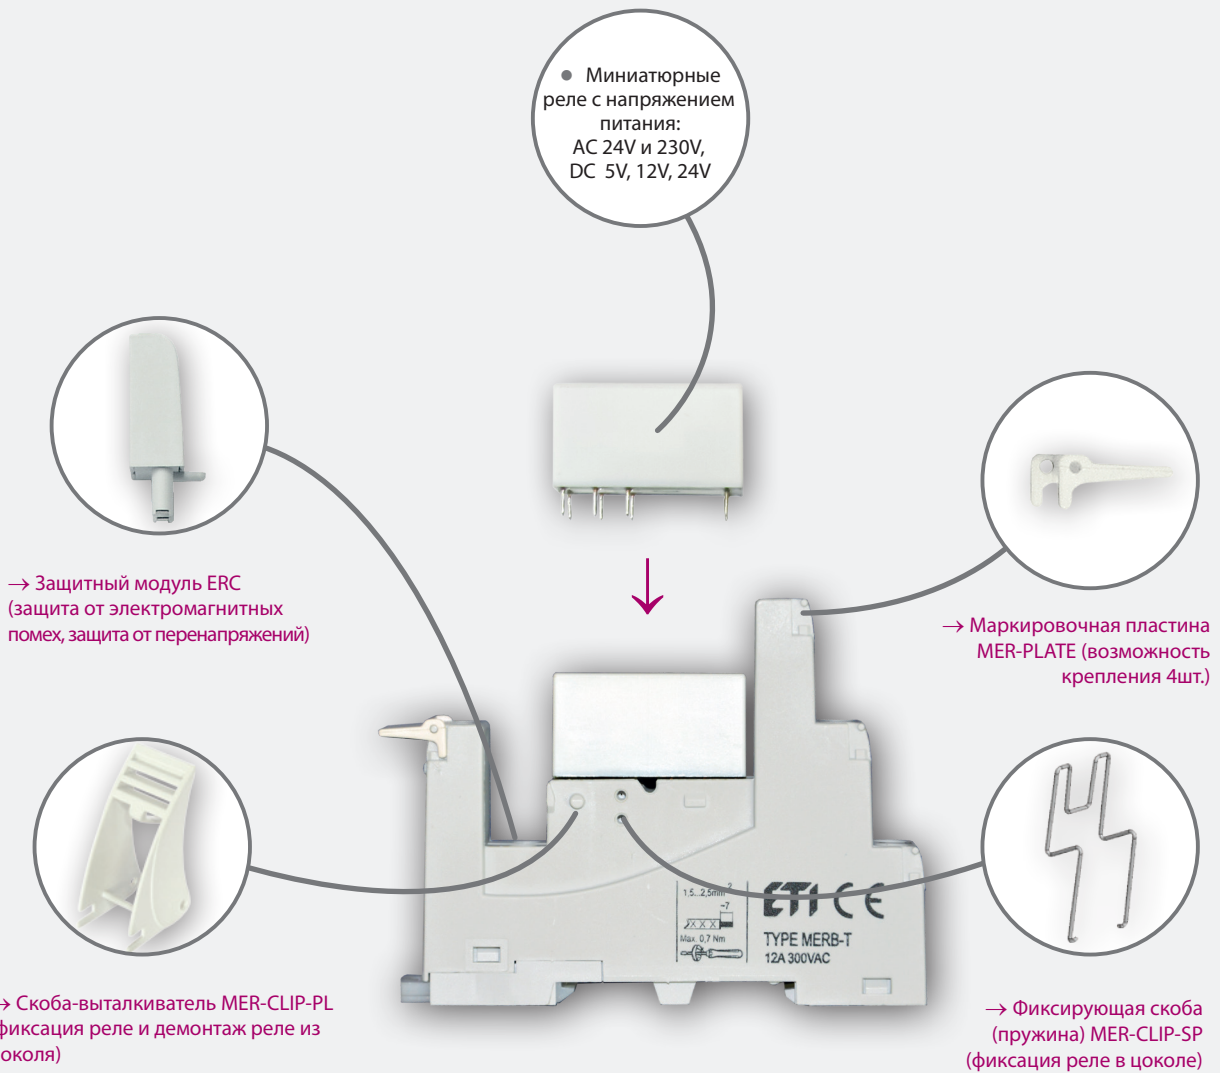 ● Миниатюрные
реле с напряжением
питания:
AC 24V и 230V,
DC 5V, 12V, 24V
→ Защитный модуль ERC
(защита от электромагнитных
помех, защита от перенапряжений)
→ Маркировочная пластина
MER-PLATE (возможность
крепления 4шт.)
1,5...2,5mm²
~7
Max. 0,7 Nm
ETI CE
TYPE MERB-T
12A 300VAC
→ Скоба-выталкиватель MER-CLIP-PL
фиксация реле и демонтаж реле из
околя)
→ Фиксирующая скоба
(пружина) MER-CLIP-SP
(фиксация реле в цоколе)